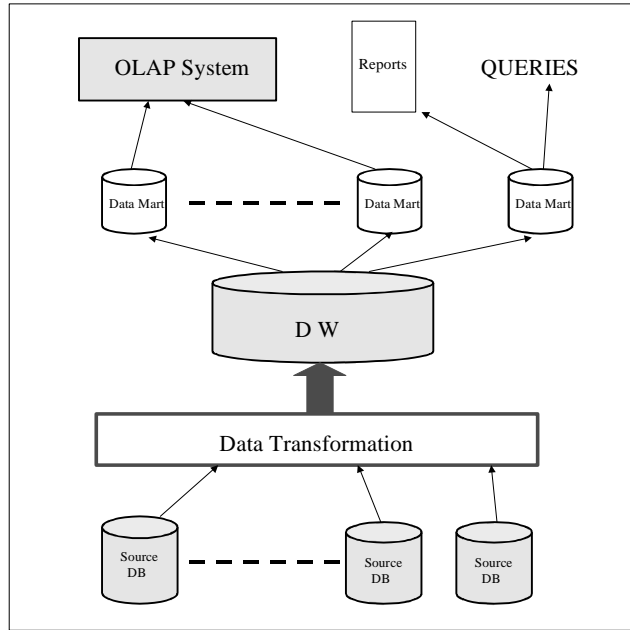 OLAP System
Reports
QUERIES
Data Mart
Data Mart
Data Mart
D W
Data Transformation
Source
DB
Source
DB
Source
DB